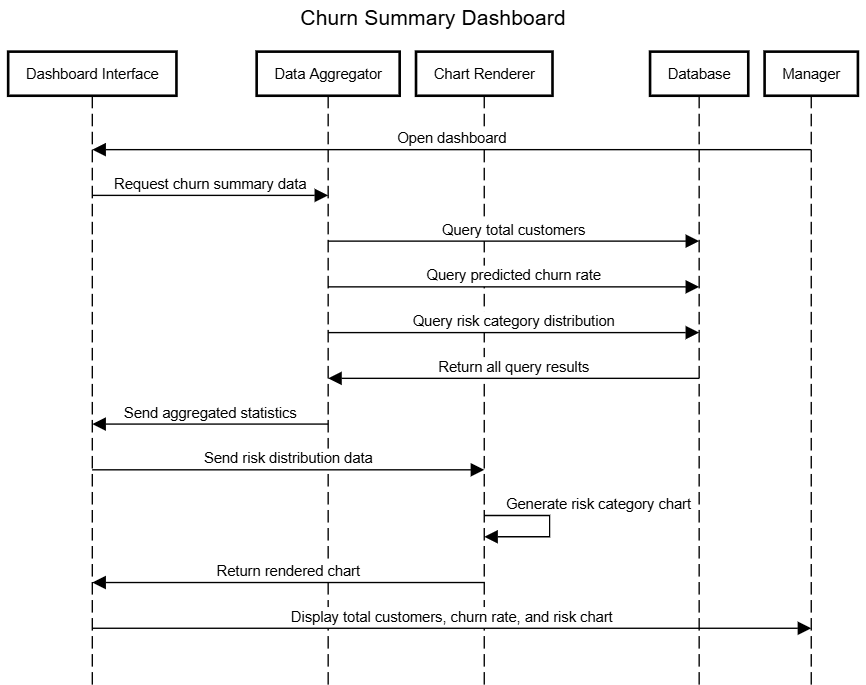 Churn Summary Dashboard
Dashboard Interface
Data Aggregator
Chart Renderer
Database
Manager
Open dashboard
Request churn summary data
Query total customers
Query predicted churn rate
Query risk category distribution
Return all query results
Send aggregated statistics
Send risk distribution data
Generate risk category chart
Return rendered chart
Display total customers, churn rate, and risk chart